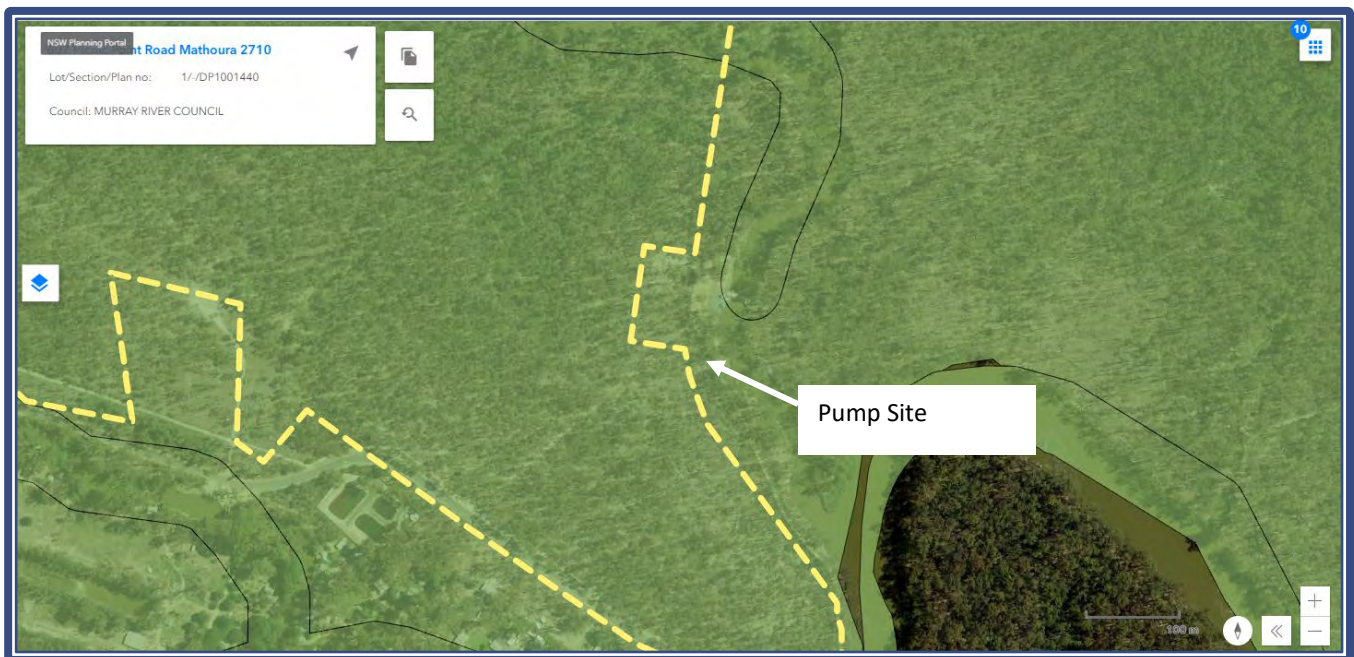 NSW Planning Portal
nt Road Mathoura 2710
Lot/Section/Plan no: 1/-/DP1001440
Council: MURRAY RIVER COUNCIL
10
Pump Site
100 m